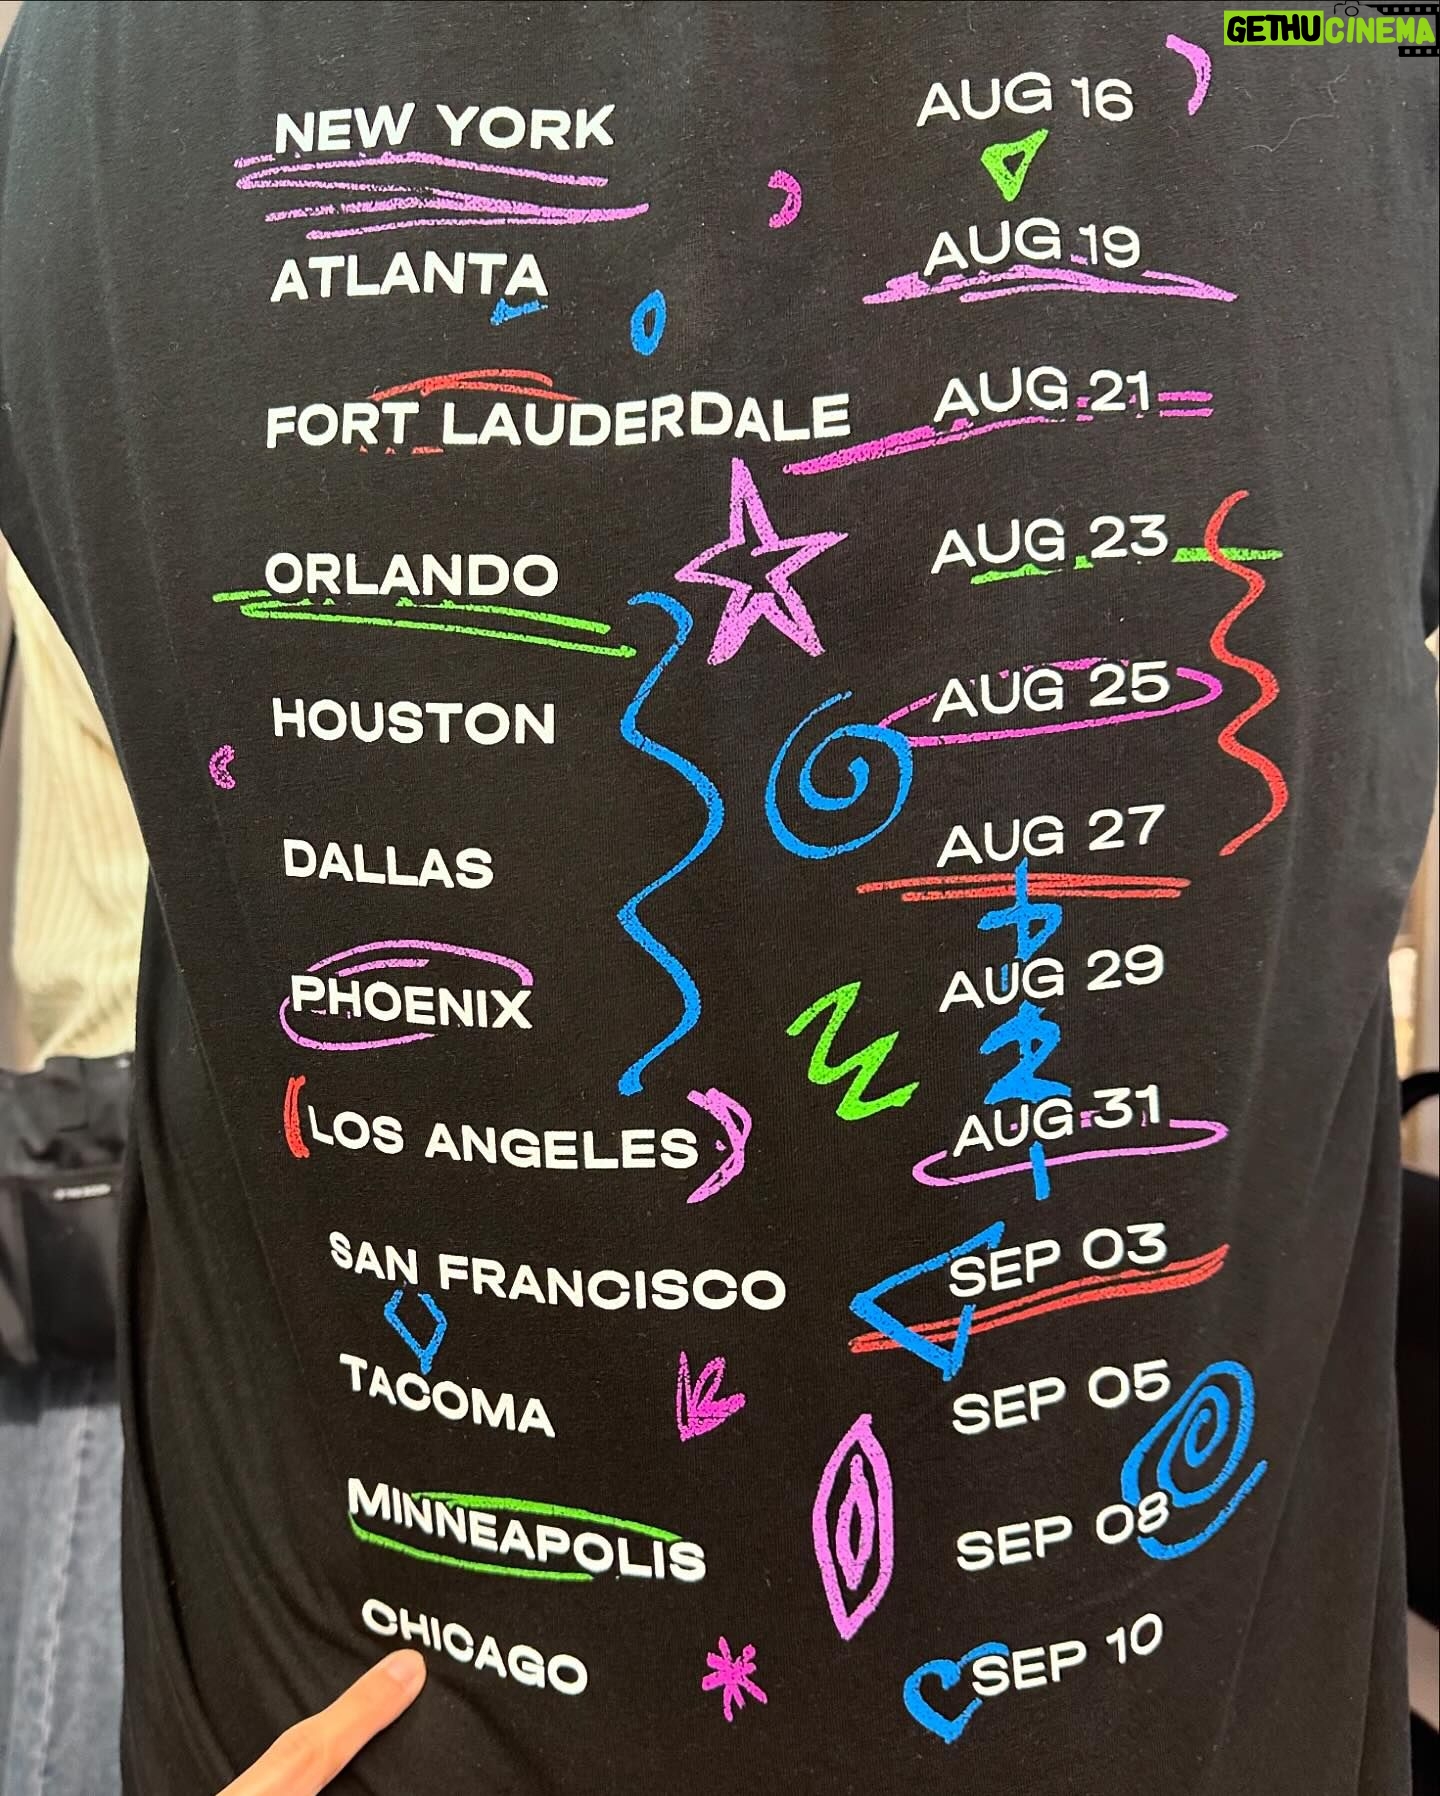 GETHUCINEMA
NEW YORK AUG 16
ATLANTA AUG 19
FORT LAUDERDALE AUG 21
ORLANDO AUG 23
HOUSTON AUG 25
DALLAS AUG 27
PHOENIX AUG 29
LOS ANGELES AUG 31
SAN FRANCISCO SEP 03
TACOMA SEP 05
MINNEAPOLIS SEP 08
CHICAGO SEP 10